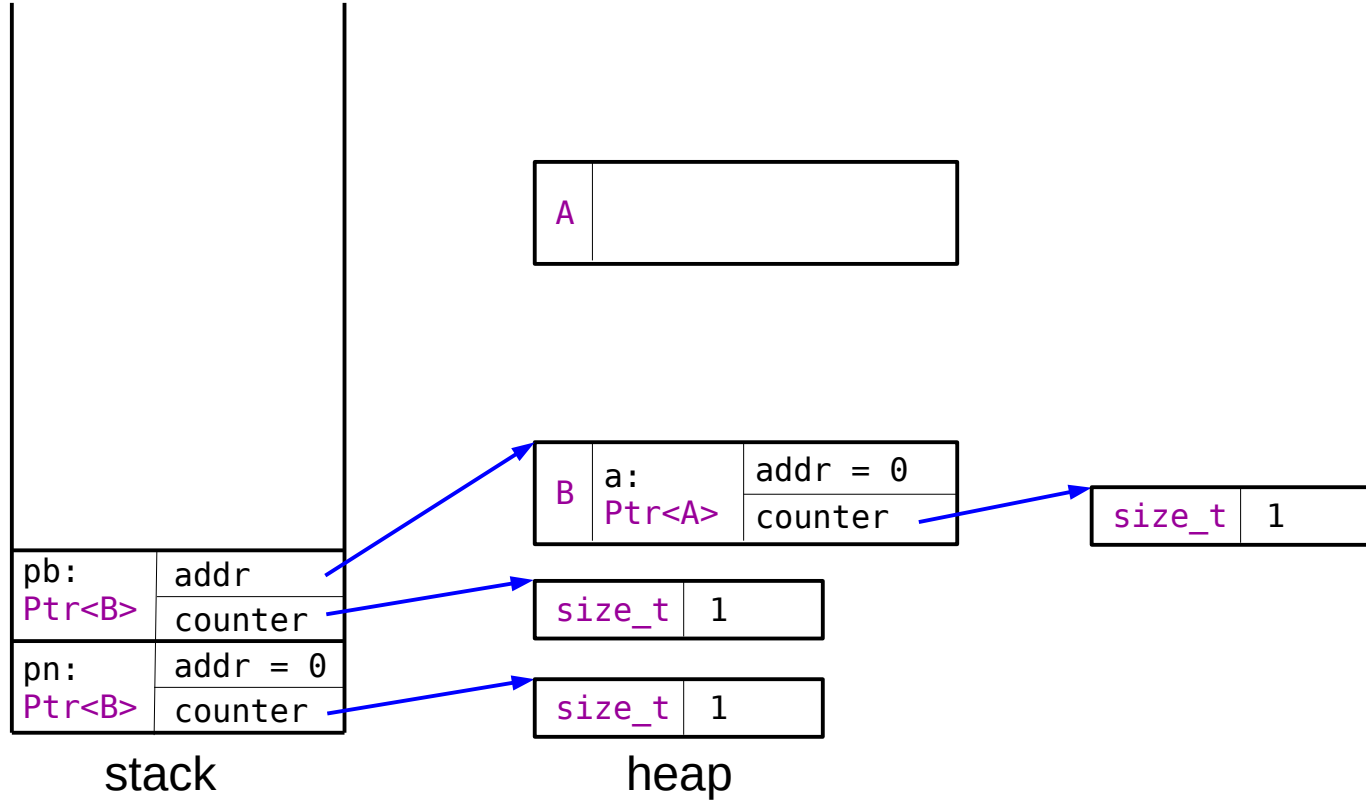 A
B
a:
Ptr<A>
addr = 0
counter
size_t 1
pb:
Ptr<B>
addr
counter
size_t 1
pn:
Ptr<B>
addr = 0
counter
size_t 1
stack
heap